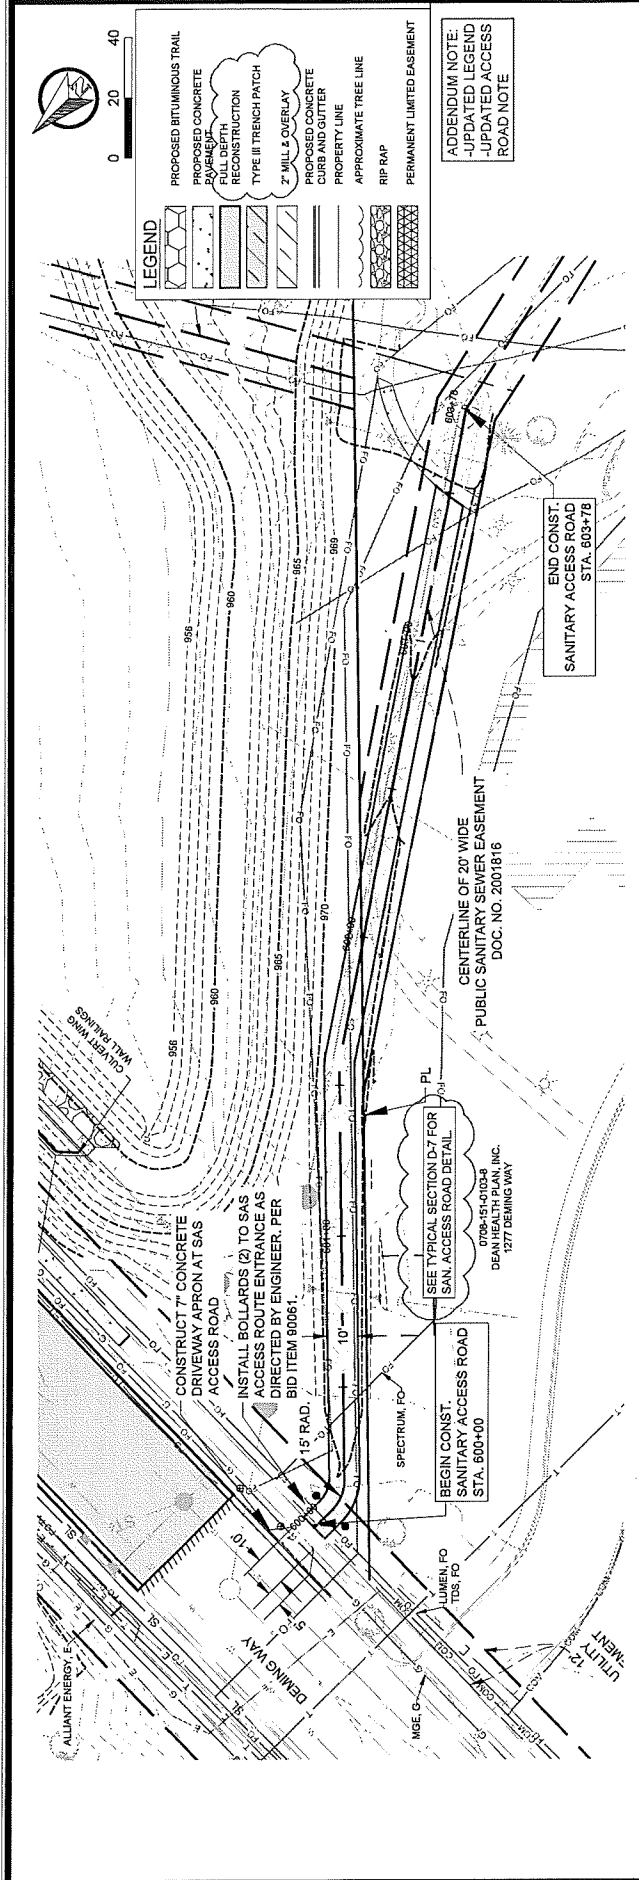 0 20 40
LEGEND
PROPOSED BITUMINOUS TRAIL
PROPOSED CONCRETE
PAVEMENT
FULL DEPTH
RECONSTRUCTION
TYPE III TRENCH PATCH
2" MILL & OVERLAY
PROPOSED CONCRETE
CURB AND GUTTER
PROPERTY LINE
APPROXIMATE TREE LINE
RIP RAP
PERMANENT LIMITED EASEMENT
ADDENDUM NOTE:
-UPDATED LEGEND
-UPDATED ACCESS
ROAD NOTE
ALLIANT ENERGY, E
CULVERT WING
WALL RAILINGS
CONSTRUCT 7" CONCRETE
DRIVEWAY APRON AT SAS
ACCESS ROAD
INSTALL BOLLARDS (2) TO SAS
ACCESS ROUTE ENTRANCE AS
DIRECTED BY ENGINEER. PER
BID ITEM 90061.
15' RAD.
10'
10'
5'
DEMING WAY
956
956
960
960
965
965
969
970
603+78
SPECTRUM, FO
BEGIN CONST.
SANITARY ACCESS ROAD
STA. 600+00
SEE TYPICAL SECTION D-7 FOR
SAN. ACCESS ROAD DETAIL.
0708-151-0103-8
DEAN HEALTH PLAN, INC.
1277 DEMING WAY
PL
CENTERLINE OF 20' WIDE
PUBLIC SANITARY SEWER EASEMENT
DOC. NO. 2001816
END CONST.
SANITARY ACCESS ROAD
STA. 603+78
LUMEN, FO
TDS, FO
MGE, G
12'
UTILITY